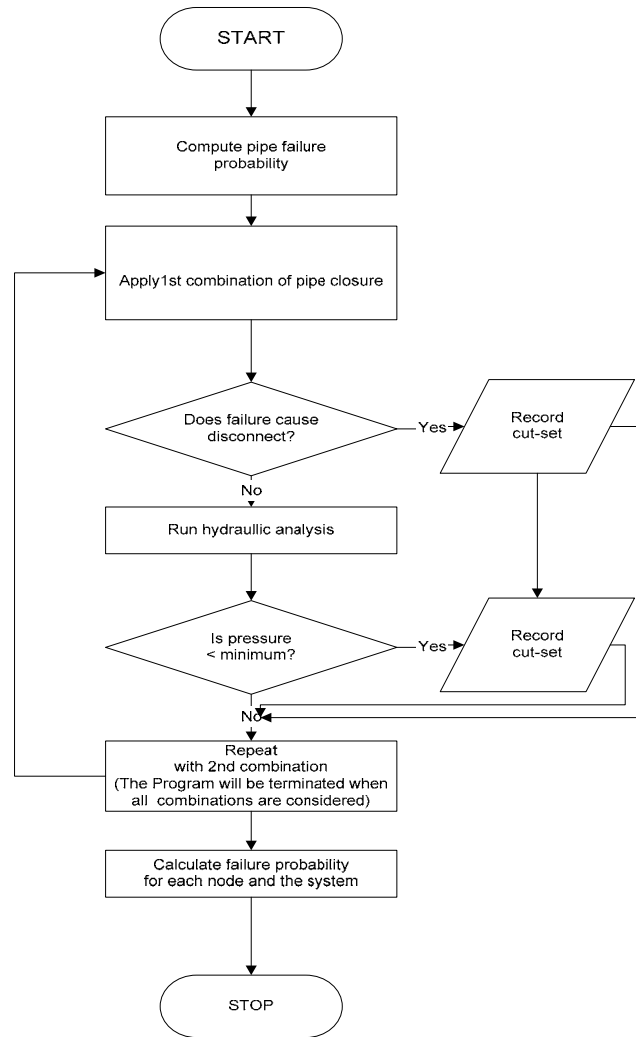 START
Compute pipe failure
probability
Apply1st combination of pipe closure
Does failure cause
disconnect?
Yes
Record
cut-set
No
Run hydraullic analysis
Is pressure
< minimum?
Yes
Record
cut-set
No
Repeat
with 2nd combination
(The Program will be terminated when
all combinations are considered)
Calculate failure probability
for each node and the system
STOP